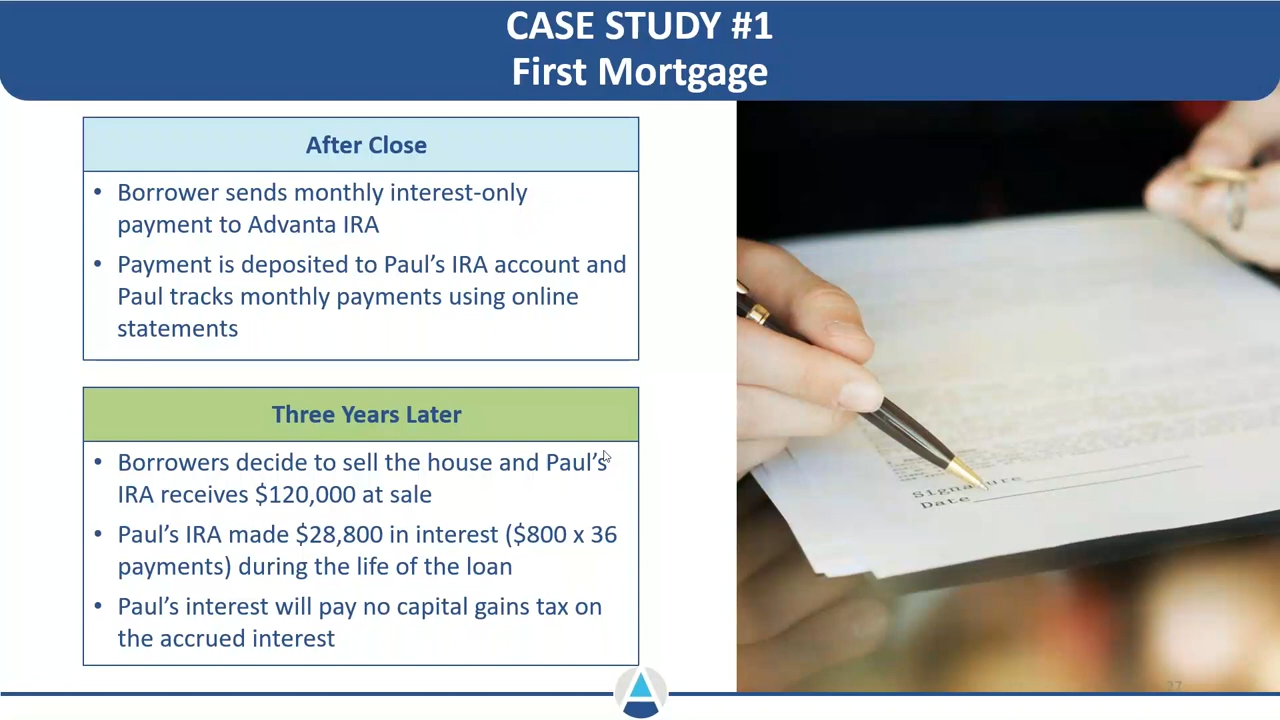 CASE STUDY #1
First Mortgage
After Close
• Borrower sends monthly interest-only
payment to Advanta IRA
• Payment is deposited to Paul’s IRA account and
Paul tracks monthly payments using online
statements
Three Years Later
• Borrowers decide to sell the house and Paul’s
IRA receives $120,000 at sale
• Paul’s IRA made $28,800 in interest ($800 x 36
payments) during the life of the loan
• Paul’s interest will pay no capital gains tax on
the accrued interest
Signature
Date
27